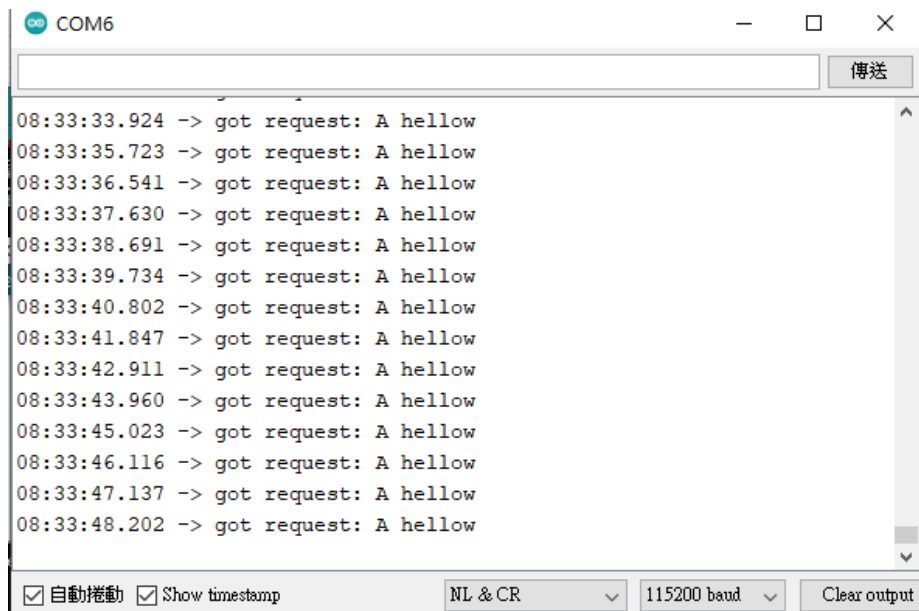 COM6
傳送
08:33:33.924 -> got request: A hellow
08:33:35.723 -> got request: A hellow
08:33:36.541 -> got request: A hellow
08:33:37.630 -> got request: A hellow
08:33:38.691 -> got request: A hellow
08:33:39.734 -> got request: A hellow
08:33:40.802 -> got request: A hellow
08:33:41.847 -> got request: A hellow
08:33:42.911 -> got request: A hellow
08:33:43.960 -> got request: A hellow
08:33:45.023 -> got request: A hellow
08:33:46.116 -> got request: A hellow
08:33:47.137 -> got request: A hellow
08:33:48.202 -> got request: A hellow
自動捲動 Show timestamp NL & CR 115200 baud Clear output